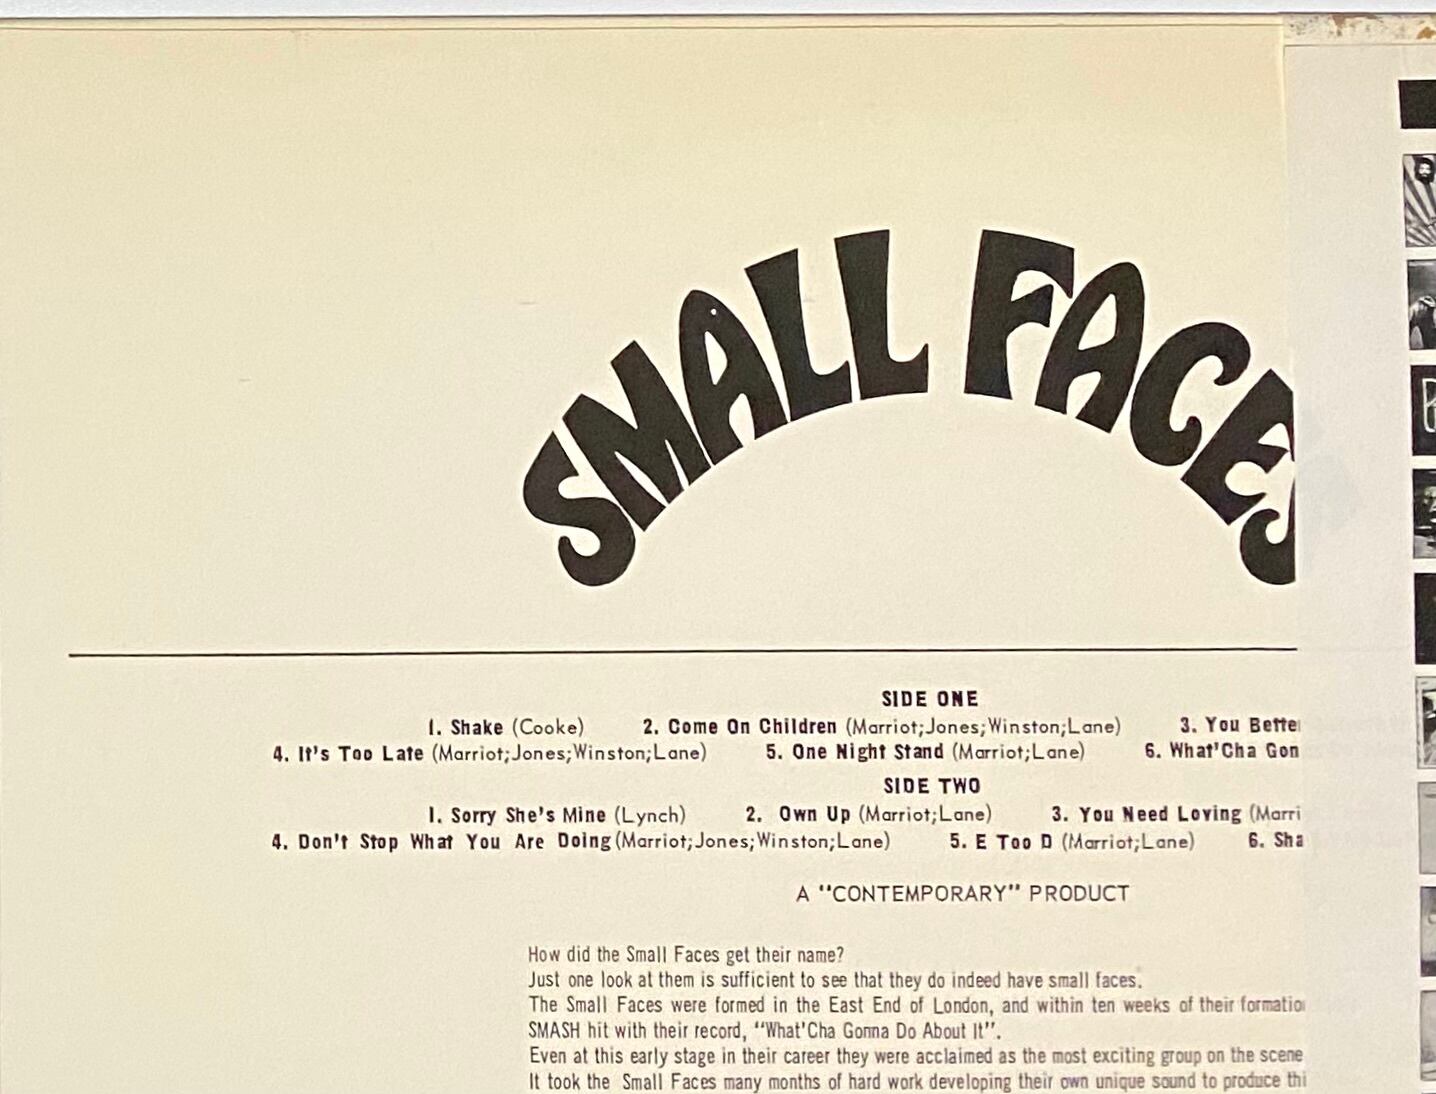 SMALL FACES
SIDE ONE
1. Shake (Cooke) 2. Come On Children (Marriot;Jones;Winston;Lane) 3. You Bette
4. It's Too Late (Marriot;Jones;Winston;Lane) 5. One Night Stand (Marriot;Lane) 6. What'Cha Gon
SIDE TWO
1. Sorry She's Mine (Lynch) 2. Own Up (Marriot;Lane) 3. You Need Loving (Marri
4. Don't Stop What You Are Doing (Marriot;Jones;Winston;Lane) 5. E Too D (Marriot;Lane) 6. Sha
A "CONTEMPORARY" PRODUCT
How did the Small Faces get their name?
Just one look at them is sufficient to see that they do indeed have small faces.
The Small Faces were formed in the East End of London, and within ten weeks of their formatio
SMASH hit with their record, "What'Cha Gonna Do About It".
Even at this early stage in their career they were acclaimed as the most exciting group on the scene
It took the Small Faces many months of hard work developing their own unique sound to produce thi